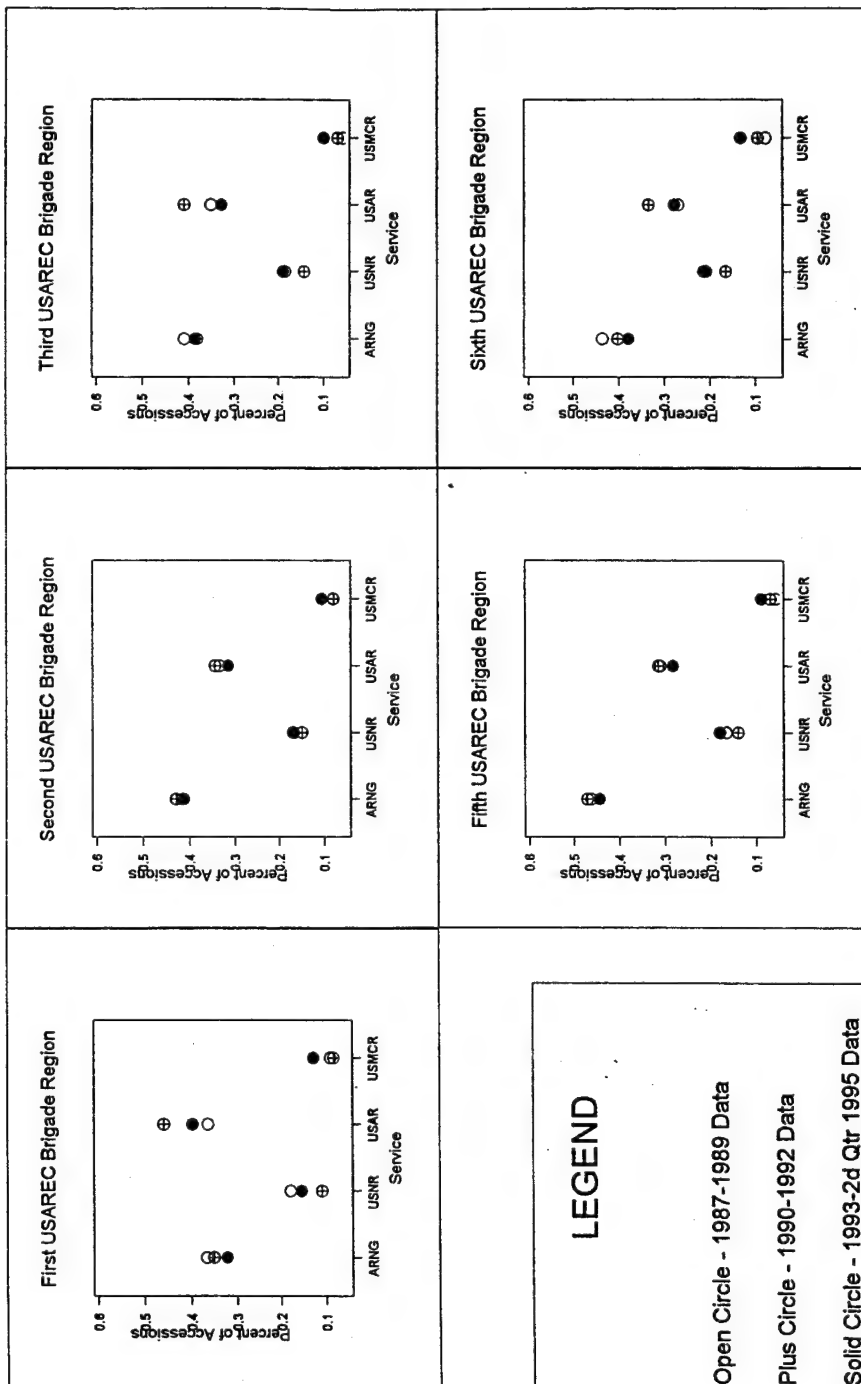 First USAREC Brigade Region
Percent of Accessions
0.6
0.5
0.4
0.3
0.2
0.1
ARNG
USNR
USAR
USMCR
Service
Second USAREC Brigade Region
Percent of Accessions
0.6
0.5
0.4
0.3
0.2
0.1
ARNG
USNR
USAR
USMCR
Service
Third USAREC Brigade Region
Percent of Accessions
0.6
0.5
0.4
0.3
0.2
0.1
ARNG
USNR
USAR
USMCR
Service
LEGEND
Open Circle - 1987-1989 Data
Plus Circle - 1990-1992 Data
Solid Circle - 1993-2d Qtr 1995 Data
Fifth USAREC Brigade Region
Percent of Accessions
0.6
0.5
0.4
0.3
0.2
0.1
ARNG
USNR
USAR
USMCR
Service
Sixth USAREC Brigade Region
Percent of Accessions
0.6
0.5
0.4
0.3
0.2
0.1
ARNG
USNR
USAR
USMCR
Service